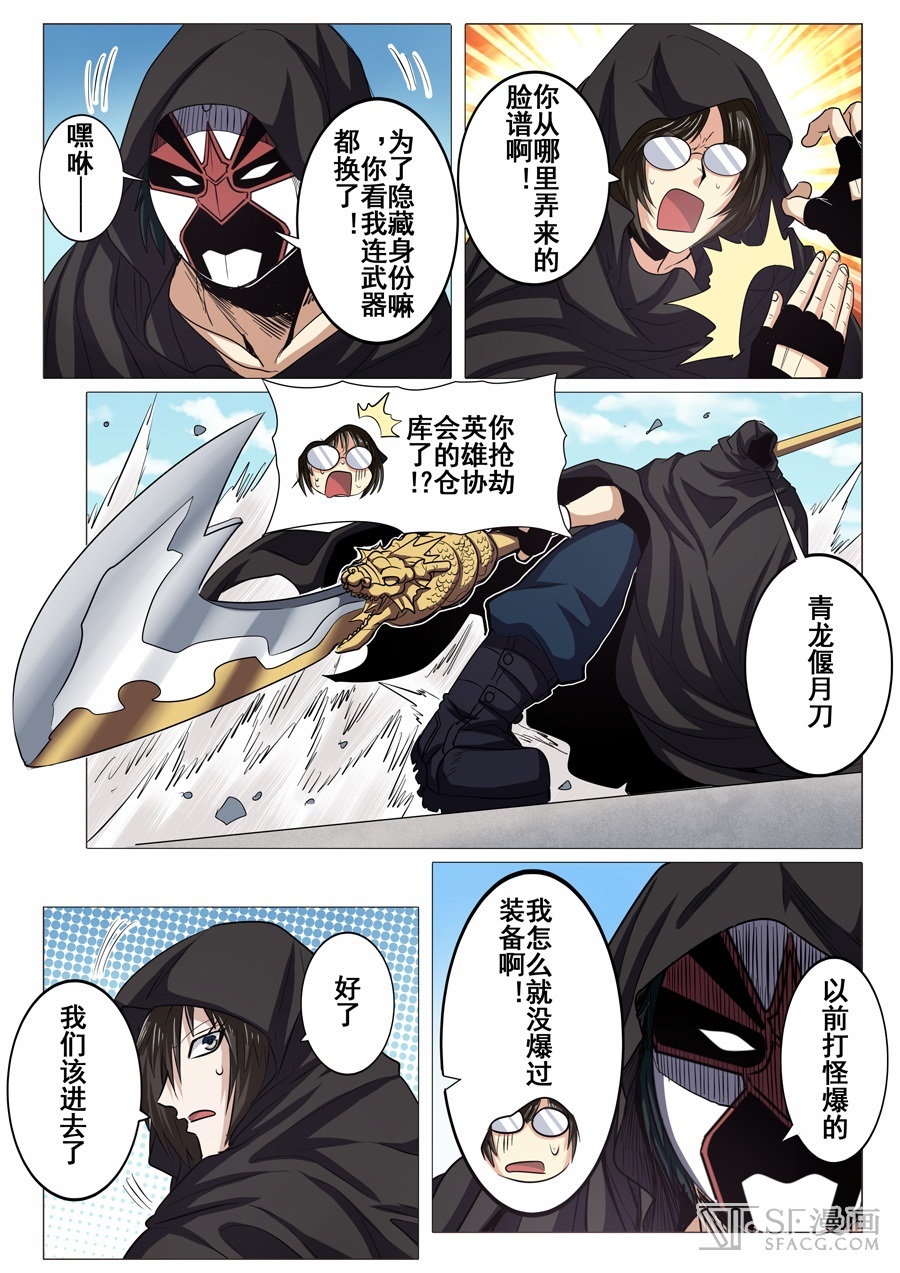 你从哪里弄来的
脸谱啊!
为了隐藏身份嘛
,你看我连武器
都换了!
嘿咻——
青龙偃月刀
你抢劫
英雄协
会的仓
库了!?
以前打怪爆的
我怎么就没爆过
装备啊!
好了
我们该进去了
SF漫画
SFACG.COM